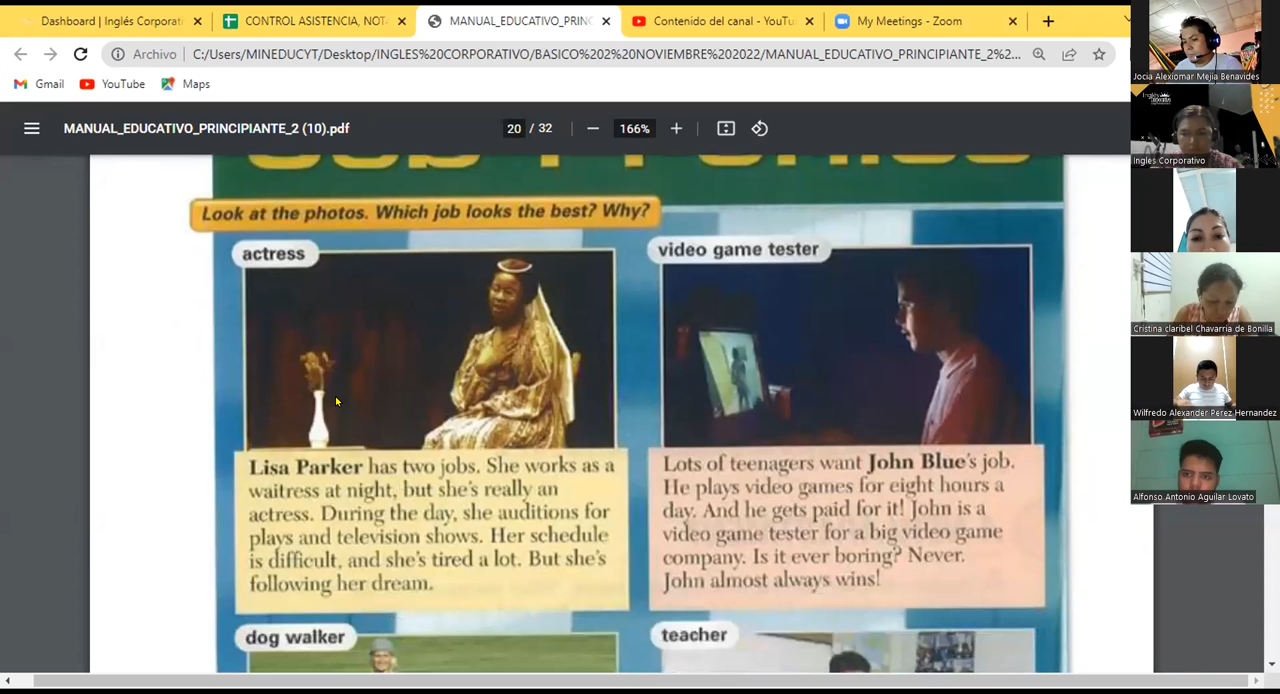 Dashboard | Inglés Corporati
CONTROL ASISTENCIA, NOT
MANUAL_EDUCATIVO_PRINC
Contenido del canal - YouTu
My Meetings - Zoom
Archivo
C:/Users/MINEDUCYT/Desktop/INGLES%20CORPORATIVO/BASICO%202%20NOVIEMBRE%202022/MANUAL_EDUCATIVO_PRINCIPIANTE_2%2...
Gmail
YouTube
Maps
MANUAL_EDUCATIVO_PRINCIPIANTE_2 (10).pdf
20 / 32
166%
Look at the photos. Which job looks the best? Why?
actress
Lisa Parker has two jobs. She works as a
waitress at night, but she's really an
actress. During the day, she auditions for
plays and television shows. Her schedule
is difficult, and she's tired a lot. But she's
following her dream.
video game tester
Lots of teenagers want John Blue's job.
He plays video games for eight hours a
day. And he gets paid for it! John is a
video game tester for a big video game
company. Is it ever boring? Never.
John almost always wins!
dog walker
teacher
Jocia Alexiomar Mejia Benavides
Ingles Corporativo
Cristina claribel Chavarria de Bonilla
Wilfredo Alexander Perez Hernandez
Alfonso Antonio Aguilar Lovato